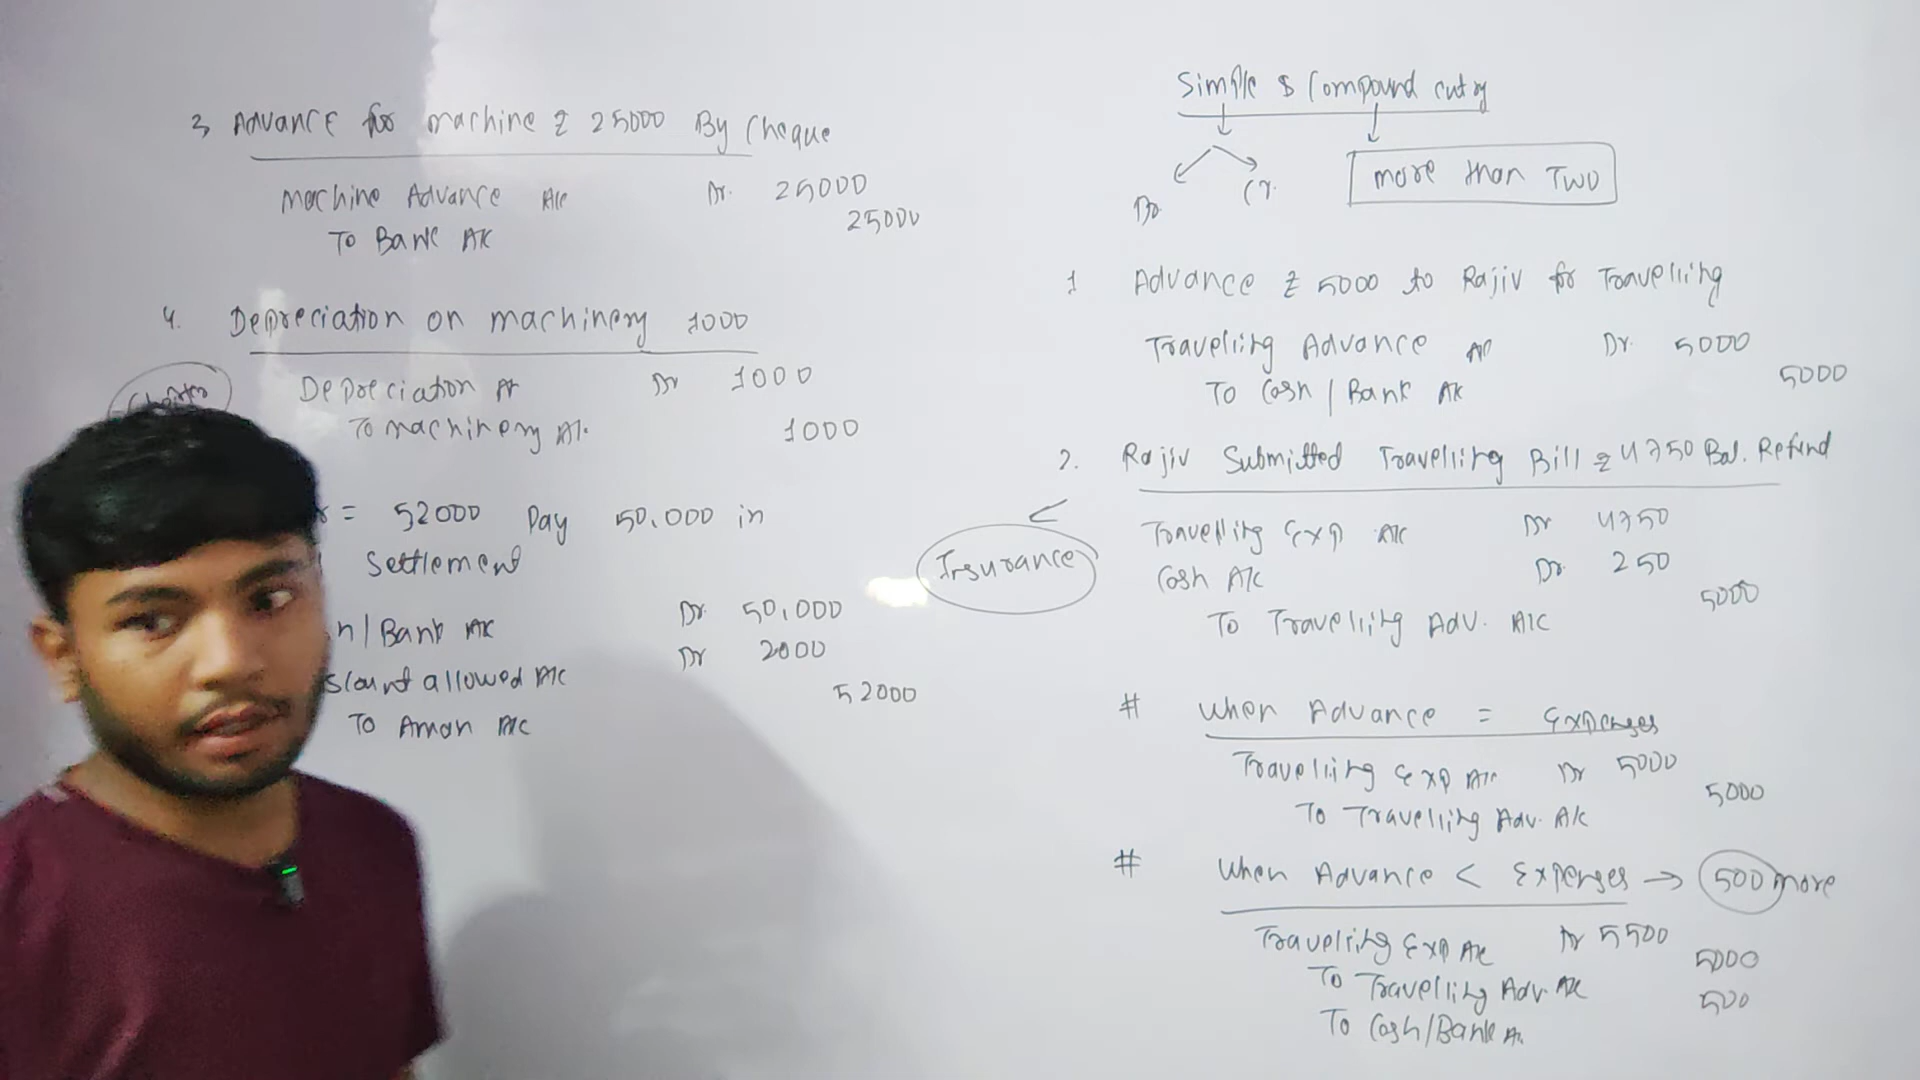 3 Advance for machine ₹ 25000 By Cheque
Machine Advance A/c Dr. 25000
25000
To Bank A/c
4. Depreciation on machinery 1000
Depreciation A/c Dr 1000
To machinery A/c. 1000
= 52000 Pay 50,000 in
Settlement
n/Bank A/c Dr. 50,000
scount allowed A/c Dr 2000
52000
To Aman A/c
Simple & Compound entry
Dr. Cr.
more than Two
1 Advance ₹ 5000 to Rajiv for Travelling
Travelling Advance A/c Dr. 5000
To Cash / Bank A/c 5000
2. Rajiv Submitted Travelling Bill ₹ 4750 Bal. Refund
<
Insurance
Travelling Exp A/c Dr 4750
Cash A/c Dr. 250
5000
To Travelling Adv. A/c
# When Advance = Expenses
Travelling Exp A/c Dr 5000
5000
To Travelling Adv. A/c
# When Advance < Expenses → 500 more
Travelling Exp A/c Dr 5500
To Travelling Adv. A/c 5000
To Cash/Bank A/c 500